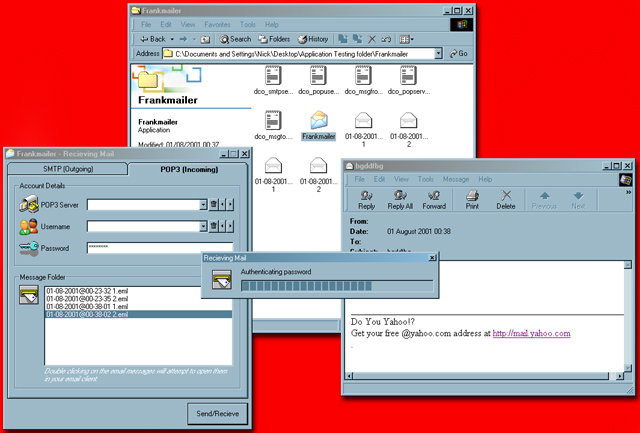 Frankmailer
File Edit View Favorites Tools Help
Back Search Folders History
Address C:\Documents and Settings\Nick\Desktop\Application Testing folder\Frankmailer Go
Frankmailer
Application
Modified: 01/08/2001 00:37
dco_smtpse...
dco_popuse...
dco_msgfro...
dco_popserv...
dco_msgto...
Frankmailer
01-08-2001... 1
01-08-2001... 2
01-08-2001... 1
01-08-2001... 2
Frankmailer - Recieving Mail
SMTP (Outgoing) POP3 (Incoming)
Account Details
POP3 Server
Username
Password ********
Message Folder
01-08-2001@00-23-32 1.eml
01-08-2001@00-23-35 2.eml
01-08-2001@00-38-01 1.eml
01-08-2001@00-38-02 2.eml
Double clicking on the email messages will attempt to open them
in your email client.
Send/Recieve
Recieving Mail
Authenticating password
bgddfbg
File Edit View Tools Message Help
Reply Reply All Forward Print Delete Previous Next
From:
Date: 01 August 2001 00:38
To:
Subject: bgddfbg
Do You Yahoo!?
Get your free @yahoo.com address at http://mail.yahoo.com